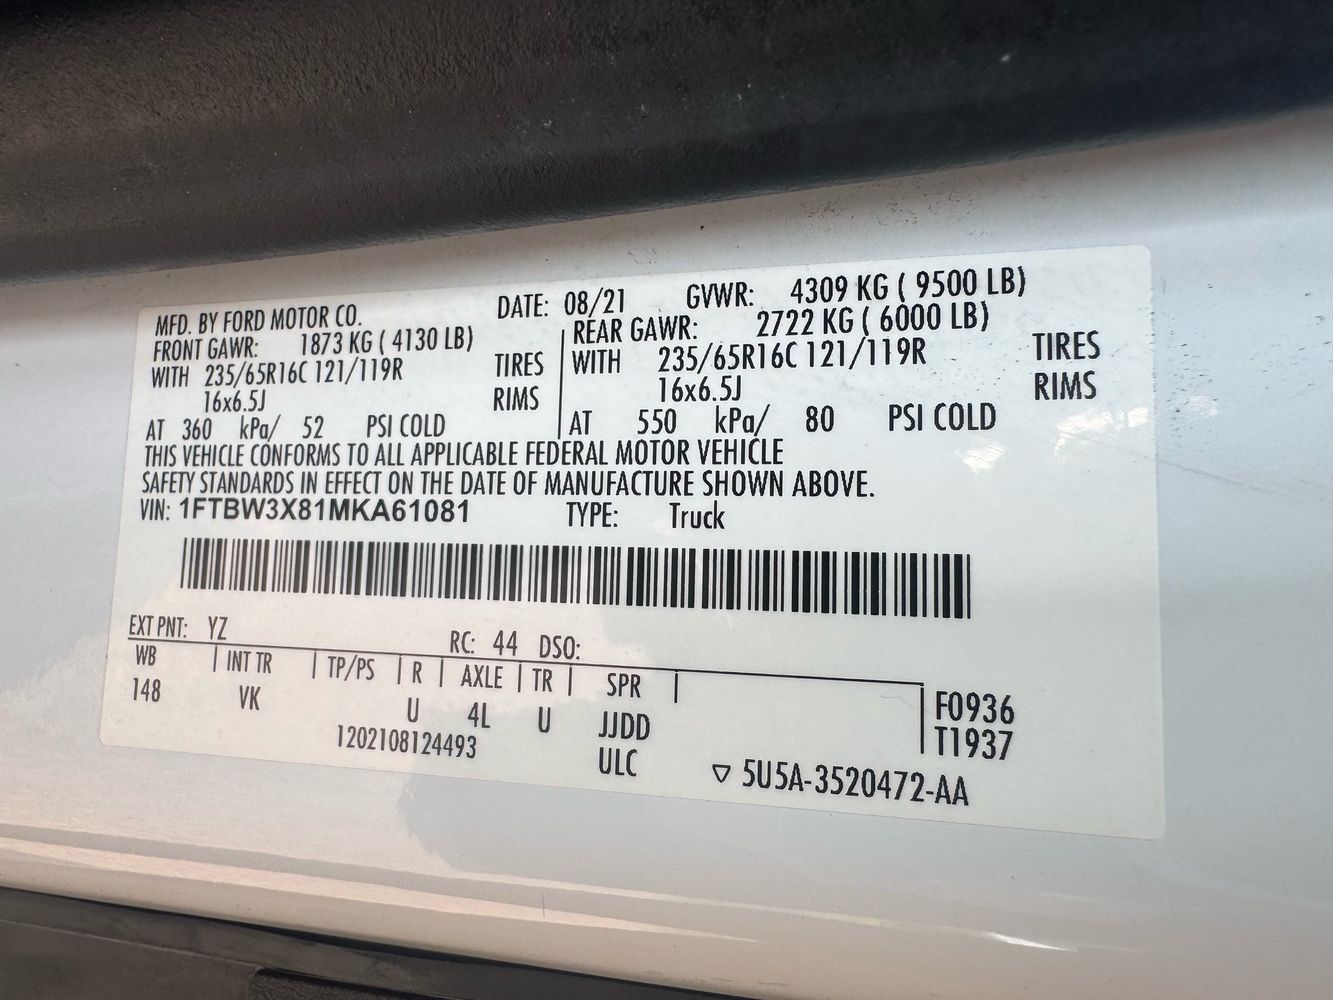 MFD. BY FORD MOTOR CO. DATE: 08/21 GVWR: 4309 KG ( 9500 LB)
FRONT GAWR: 1873 KG ( 4130 LB) REAR GAWR: 2722 KG ( 6000 LB)
WITH 235/65R16C 121/119R TIRES WITH 235/65R16C 121/119R TIRES
16x6.5J RIMS 16x6.5J RIMS
AT 360 kPa/ 52 PSI COLD AT 550 kPa/ 80 PSI COLD
THIS VEHICLE CONFORMS TO ALL APPLICABLE FEDERAL MOTOR VEHICLE
SAFETY STANDARDS IN EFFECT ON THE DATE OF MANUFACTURE SHOWN ABOVE.
VIN: 1FTBW3X81MKA61081 TYPE: Truck
EXT PNT: YZ RC: 44 DSO:
WB | INT TR | TP/PS | R | AXLE | TR | SPR |
148 VK U 4L U JJDD F0936
1202108124493 ULC T1937
▽ 5U5A-3520472-AA